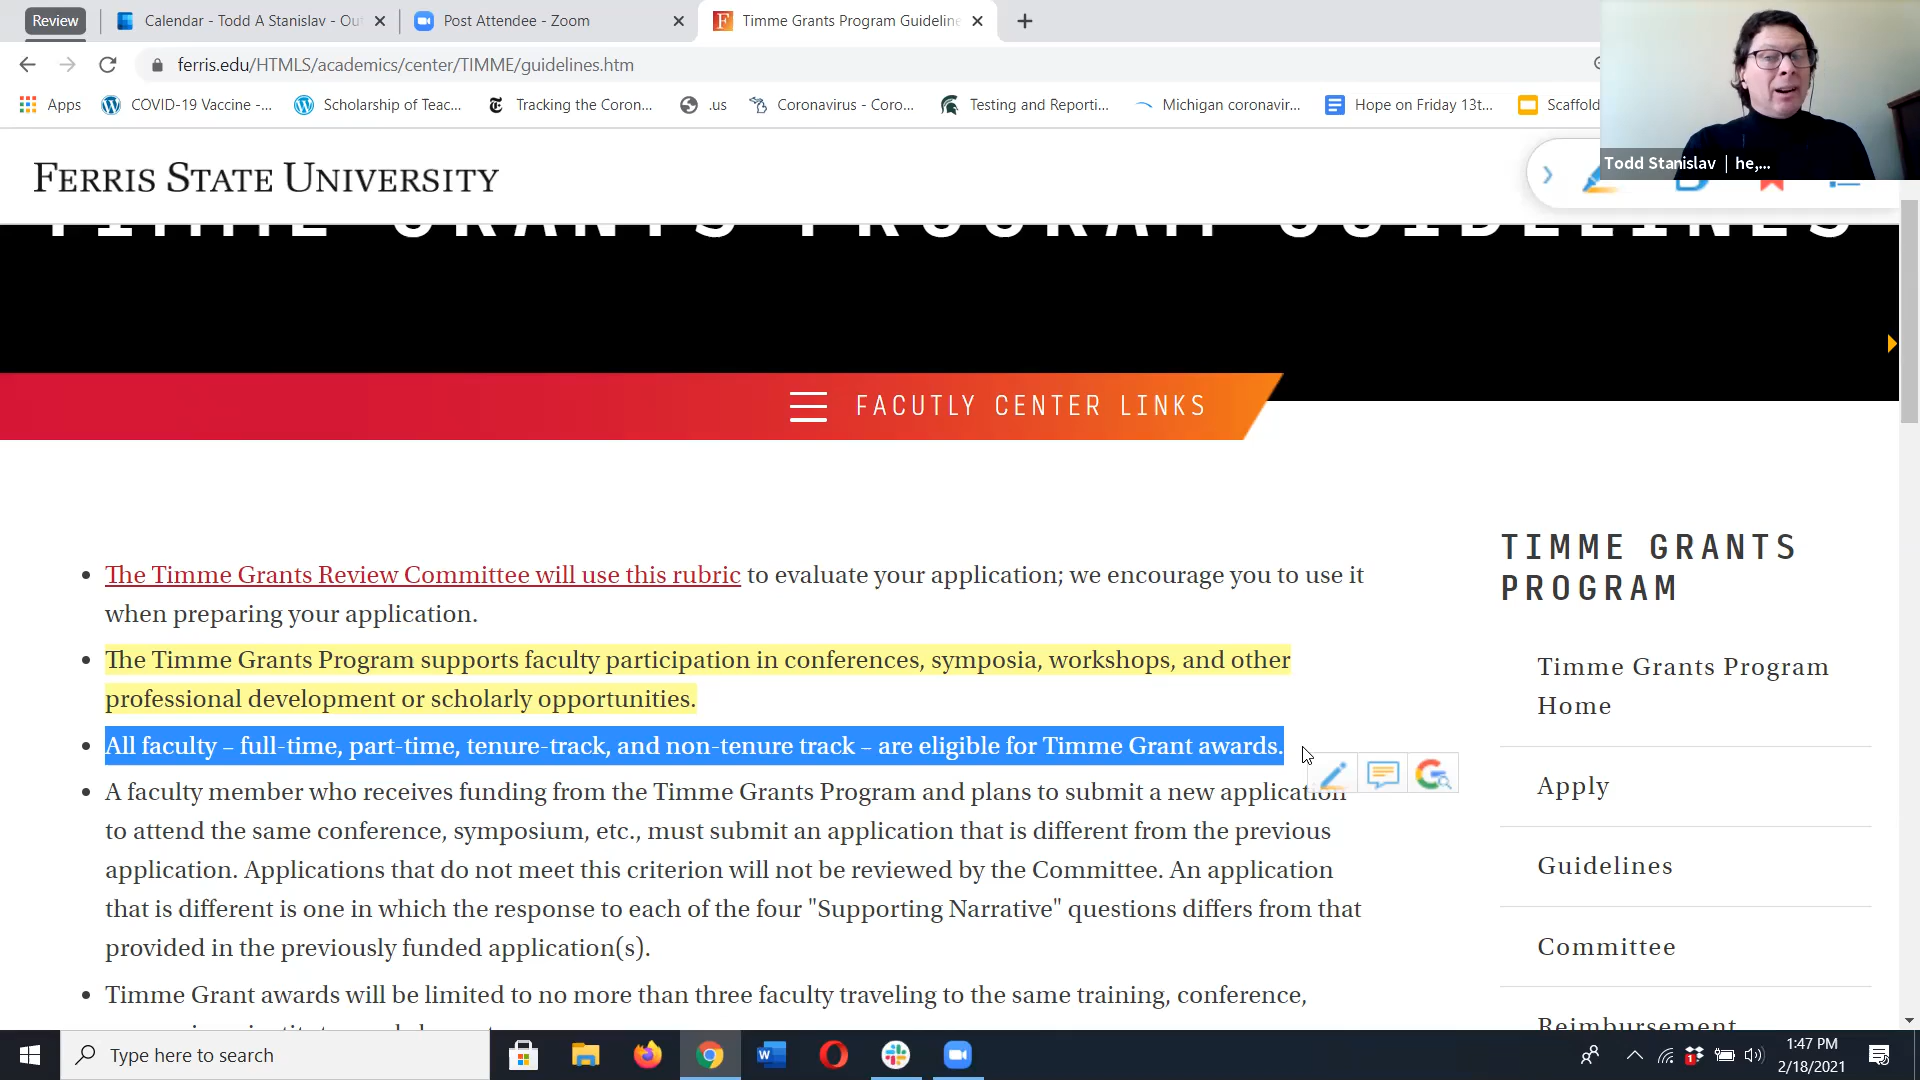 Review
Calendar - Todd A Stanislav - Ou
Post Attendee - Zoom
Timme Grants Program Guideline
ferris.edu/HTMLS/academics/center/TIMME/guidelines.htm
Apps
COVID-19 Vaccine -...
Scholarship of Teac...
Tracking the Coron...
.us
Coronavirus - Coro...
Testing and Reporti...
Michigan coronavir...
Hope on Friday 13t...
Scaffold
Todd Stanislav | he,...
FERRIS STATE UNIVERSITY
TIMME GRANTS PROGRAM GUIDELINES
FACUTLY CENTER LINKS
The Timme Grants Review Committee will use this rubric to evaluate your application; we encourage you to use it
when preparing your application.
The Timme Grants Program supports faculty participation in conferences, symposia, workshops, and other
professional development or scholarly opportunities.
All faculty – full-time, part-time, tenure-track, and non-tenure track – are eligible for Timme Grant awards.
A faculty member who receives funding from the Timme Grants Program and plans to submit a new application
to attend the same conference, symposium, etc., must submit an application that is different from the previous
application. Applications that do not meet this criterion will not be reviewed by the Committee. An application
that is different is one in which the response to each of the four "Supporting Narrative" questions differs from that
provided in the previously funded application(s).
Timme Grant awards will be limited to no more than three faculty traveling to the same training, conference,
TIMME GRANTS
PROGRAM
Timme Grants Program
Home
Apply
Guidelines
Committee
Reimbursement
Type here to search
1:47 PM
2/18/2021